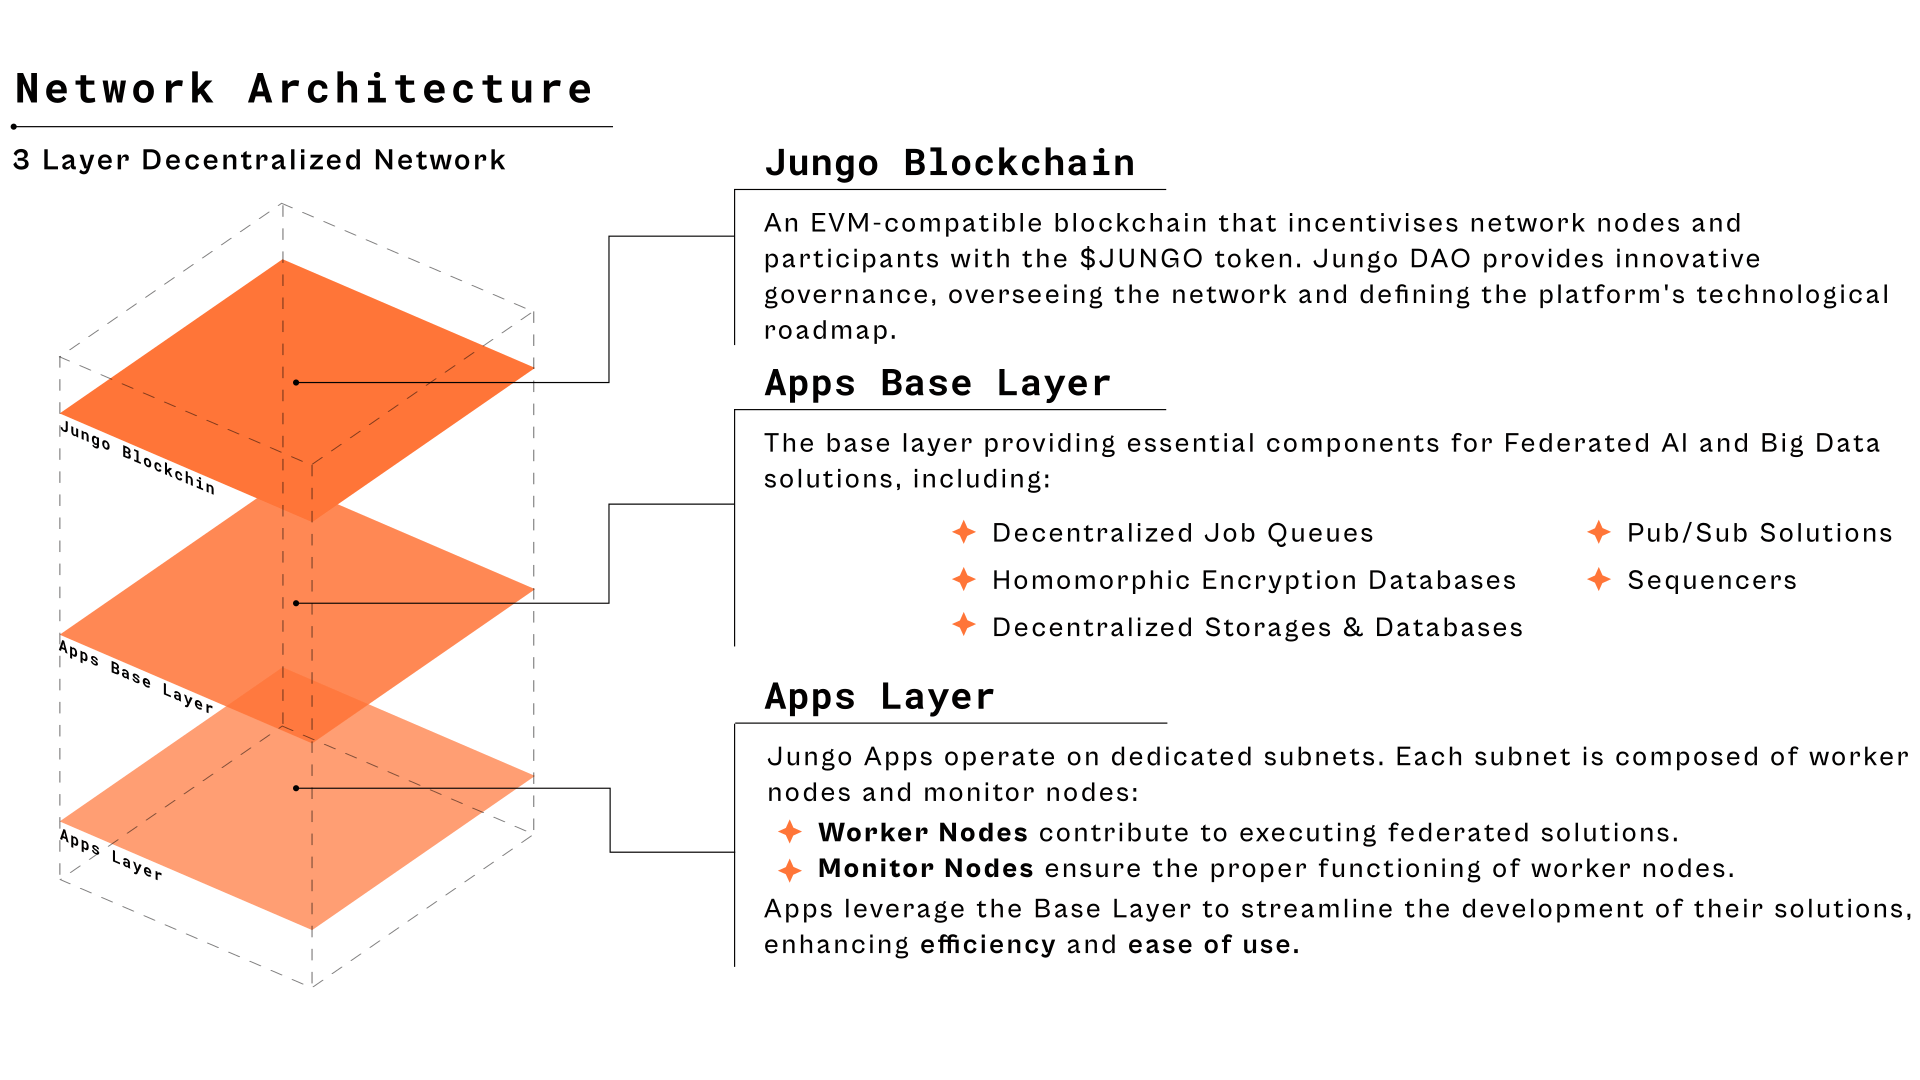 Network Architecture
3 Layer Decentralized Network
Jungo Blockchin
Apps Base Layer
Apps Layer
Jungo Blockchain
An EVM-compatible blockchain that incentivises network nodes and
participants with the $JUNGO token. Jungo DAO provides innovative
governance, overseeing the network and defining the platform's technological
roadmap.
Apps Base Layer
The base layer providing essential components for Federated AI and Big Data
solutions, including:
Decentralized Job Queues
Homomorphic Encryption Databases
Decentralized Storages & Databases
Pub/Sub Solutions
Sequencers
Apps Layer
Jungo Apps operate on dedicated subnets. Each subnet is composed of worker
nodes and monitor nodes:
Worker Nodes contribute to executing federated solutions.
Monitor Nodes ensure the proper functioning of worker nodes.
Apps leverage the Base Layer to streamline the development of their solutions,
enhancing efficiency and ease of use.